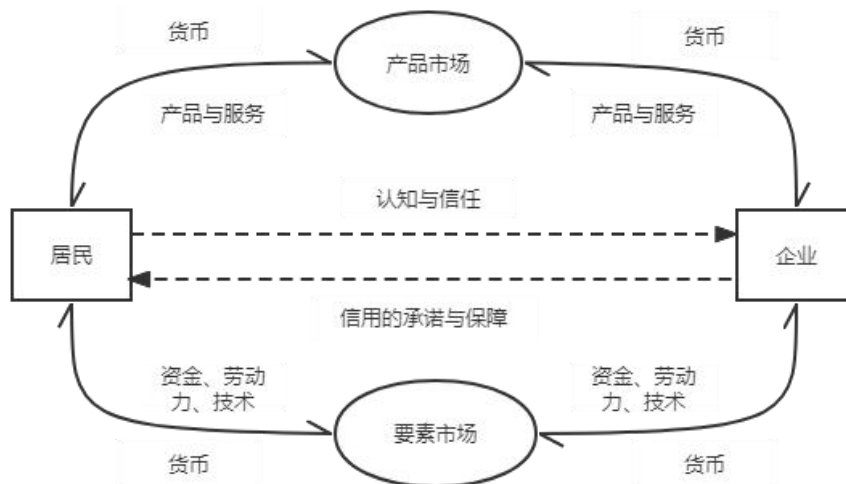 货币
产品市场
货币
产品与服务
产品与服务
认知与信任
居民
企业
信用的承诺与保障
资金、劳动
力、技术
资金、劳动
力、技术
要素市场
货币
货币